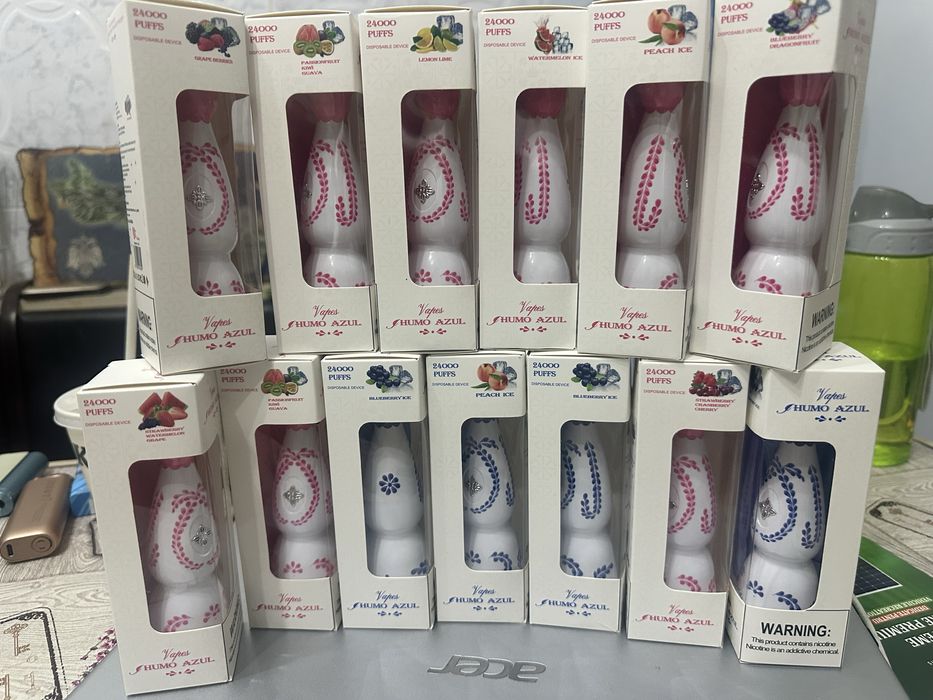 24000
PUFFS
DISPOSABLE DEVICE
GRAPE BERRIES
Vapes
HUMO AZUL
WARNING:
24000
PUFFS
DISPOSABLE DEVICE
PASSIONFRUIT
KIWI
GUAVA
Vapes
HUMO AZUL
24000
PUFFS
DISPOSABLE DEVICE
LEMON LIME
Vapes
HUMO AZUL
24000
PUFFS
DISPOSABLE DEVICE
WATERMELON ICE
Vapes
HUMO AZUL
24000
PUFFS
DISPOSABLE DEVICE
PEACH ICE
Vapes
HUMO AZUL
24000
PUFFS
DISPOSABLE DEVICE
BLUEBERRY
DRAGONFRUIT
Vapes
HUMO AZUL
HUMO AZUL
WARNING:
24000
PUFFS
DISPOSABLE DEVICE
STRAWBERRY
WATERMELON
GRAPE
Vapes
HUMO AZUL
24000
PUFFS
DISPOSABLE DEVICE
PASSIONFRUIT
KIWI
GUAVA
Vapes
HUMO AZUL
24000
PUFFS
DISPOSABLE DEVICE
BLUEBERRY ICE
Vapes
HUMO AZUL
24000
PUFFS
DISPOSABLE DEVICE
PEACH ICE
Vapes
HUMO AZUL
24000
PUFFS
DISPOSABLE DEVICE
BLUEBERRY ICE
Vapes
HUMO AZUL
24000
PUFFS
DISPOSABLE DEVICE
STRAWBERRY
CRANBERRY
CHERRY
Vapes
HUMO AZUL
Vapes
HUMO AZUL
WARNING:
This product contains nicotine
Nicotine is an addictive chemical.
acer